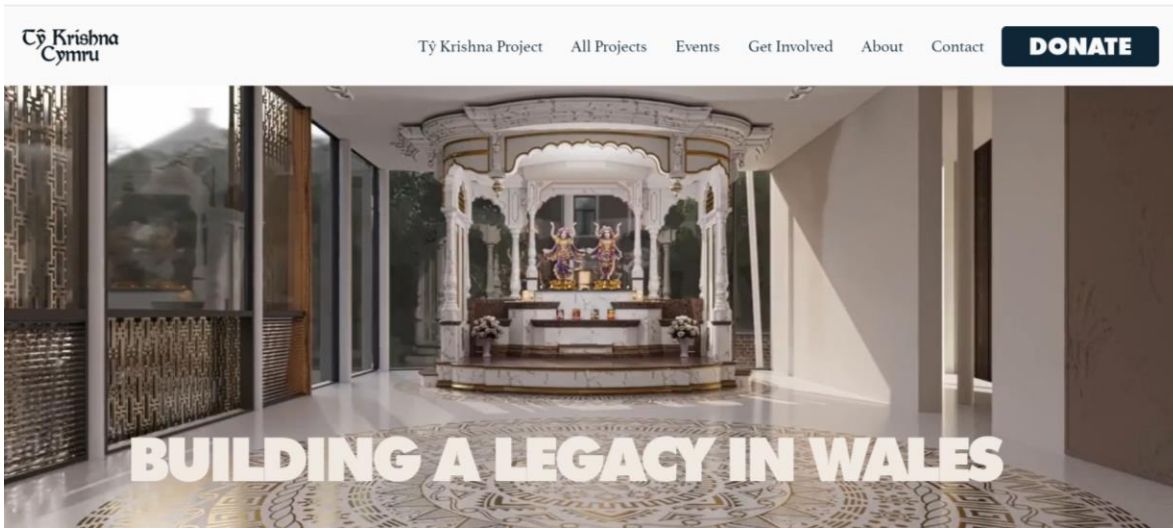 Tŷ Krishna
Cymru
Tŷ Krishna Project All Projects Events Get Involved About Contact DONATE
BUILDING A LEGACY IN WALES